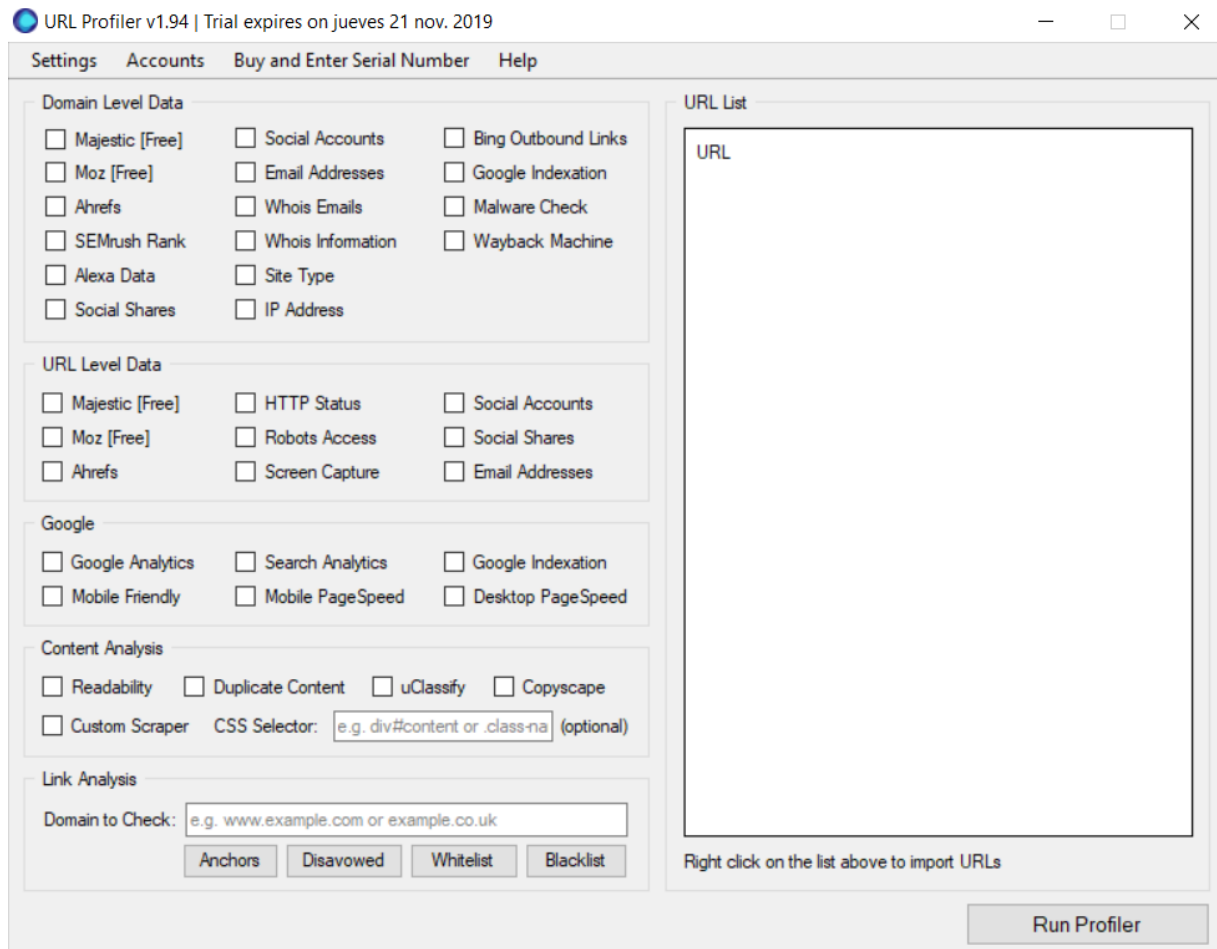 URL Profiler v1.94 | Trial expires on jueves 21 nov. 2019
Settings Accounts Buy and Enter Serial Number Help
Domain Level Data
Majestic [Free] Social Accounts Bing Outbound Links
Moz [Free] Email Addresses Google Indexation
Ahrefs Whois Emails Malware Check
SEMrush Rank Whois Information Wayback Machine
Alexa Data Site Type
Social Shares IP Address
URL Level Data
Majestic [Free] HTTP Status Social Accounts
Moz [Free] Robots Access Social Shares
Ahrefs Screen Capture Email Addresses
Google
Google Analytics Search Analytics Google Indexation
Mobile Friendly Mobile PageSpeed Desktop PageSpeed
Content Analysis
Readability Duplicate Content uClassify Copyscape
Custom Scraper CSS Selector: e.g. div#content or .class-na (optional)
Link Analysis
Domain to Check: e.g. www.example.com or example.co.uk
Anchors Disavowed Whitelist Blacklist
URL List
URL
Right click on the list above to import URLs
Run Profiler